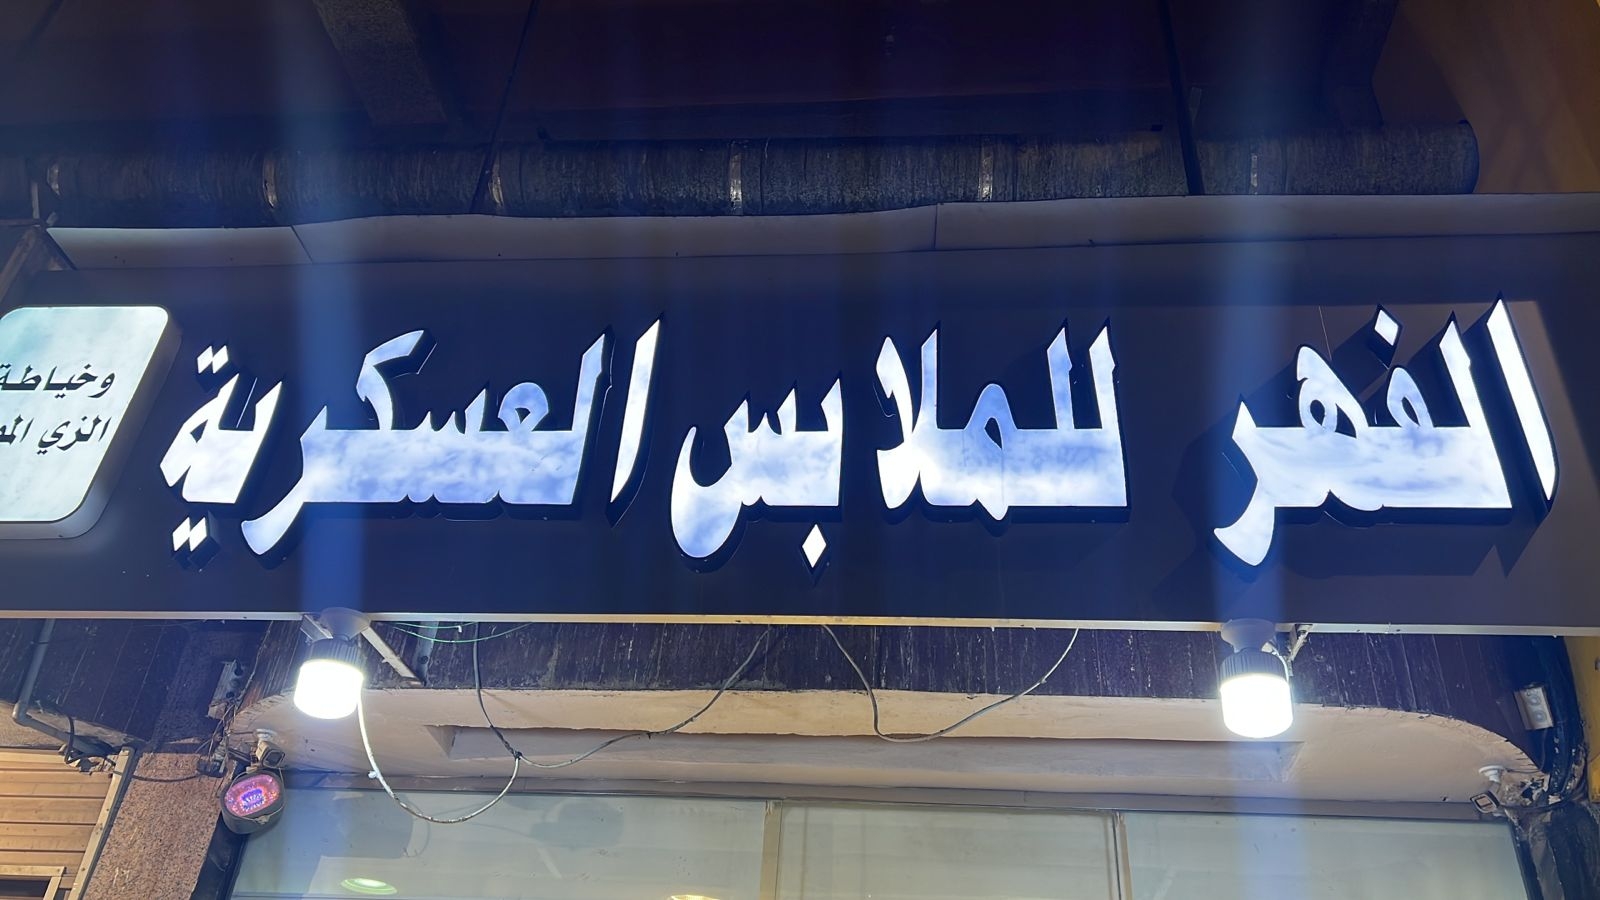 الفهر للملابس العسكرية
وخياطة
الزي